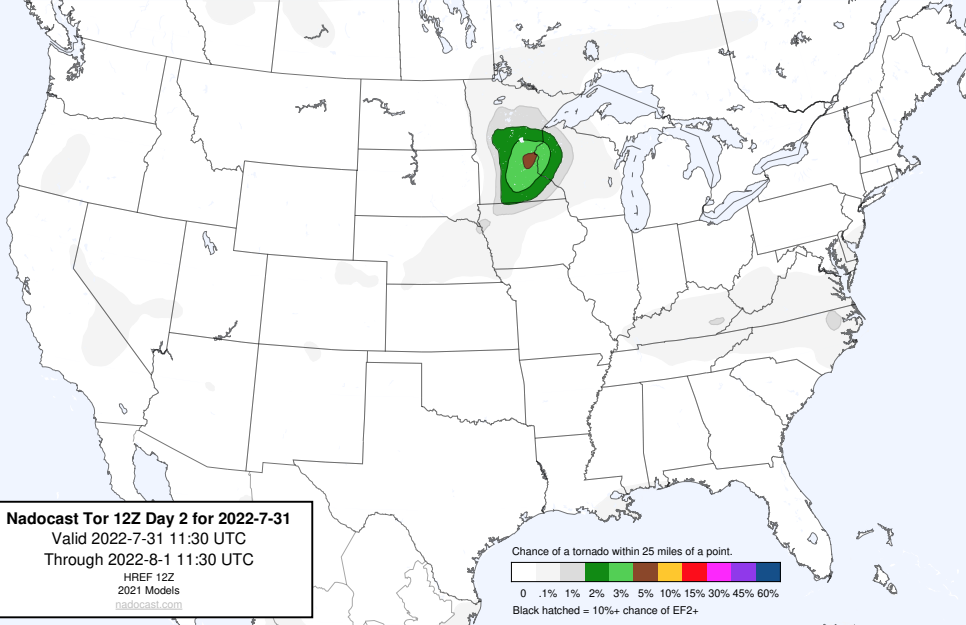 Nadocast Tor 12Z Day 2 for 2022-7-31
Valid 2022-7-31 11:30 UTC
Through 2022-8-1 11:30 UTC
HREF 12Z
2021 Models
nadocast.com
Chance of a tornado within 25 miles of a point.
0 .1% 1% 2% 3% 5% 10% 15% 30% 45% 60%
Black hatched = 10%+ chance of EF2+